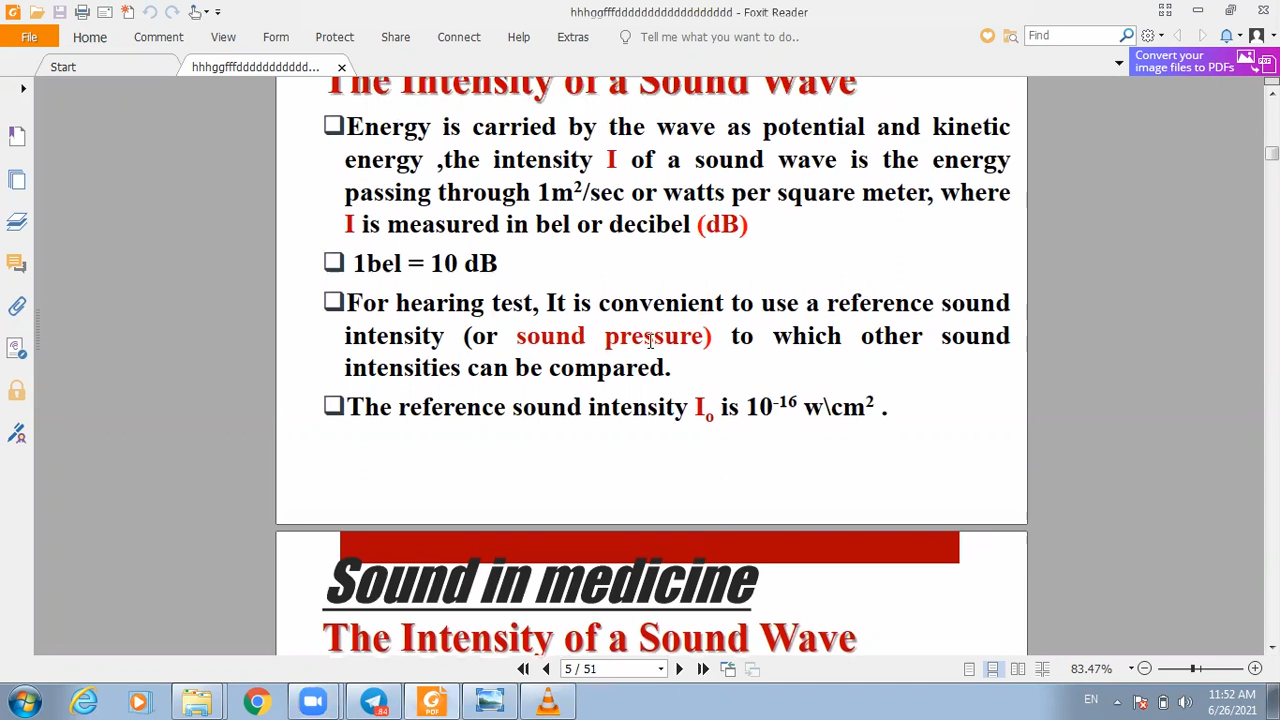 hhhggfffdddddddddddddddddd - Foxit Reader
File Home Comment View Form Protect Share Connect Help Extras Tell me what you want to do.. Find
Start hhhggfffddddddddddd... Convert your
image files to PDFs
The Intensity of a Sound Wave
❑Energy is carried by the wave as potential and kinetic
energy ,the intensity I of a sound wave is the energy
passing through 1m²/sec or watts per square meter, where
I is measured in bel or decibel (dB)
❑ 1bel = 10 dB
❑For hearing test, It is convenient to use a reference sound
intensity (or sound pressure) to which other sound
intensities can be compared.
❑The reference sound intensity Iₒ is 10⁻¹⁶ w\cm² .
Sound in medicine
The Intensity of a Sound Wave
5 / 51 83.47%
84 PDF EN 11:52 AM
6/26/2021